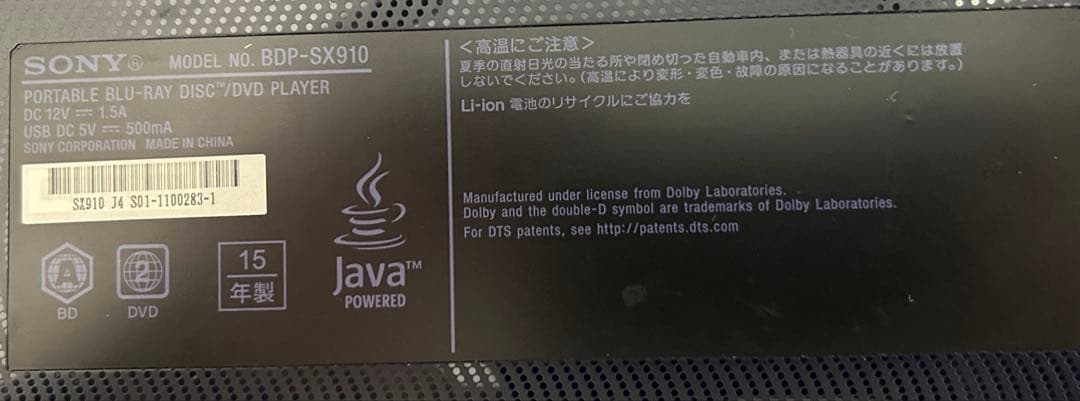 SONY® MODEL NO. BDP-SX910
PORTABLE BLU-RAY DISC™/DVD PLAYER
DC 12V ⎓ 1.5A
USB DC 5V ⎓ 500mA
SONY CORPORATION MADE IN CHINA
SX910 J4 S01-1100283-1
A
BD
2
DVD
15
年製
Java™
POWERED
<高温にご注意>
夏季の直射日光の当たる所や閉め切った自動車内、または熱器具の近くには放置
しないでください。(高温により変形・変色・故障の原因になることがあります。)
Li-ion 電池のリサイクルにご協力を
Manufactured under license from Dolby Laboratories.
Dolby and the double-D symbol are trademarks of Dolby Laboratories.
For DTS patents, see http://patents.dts.com